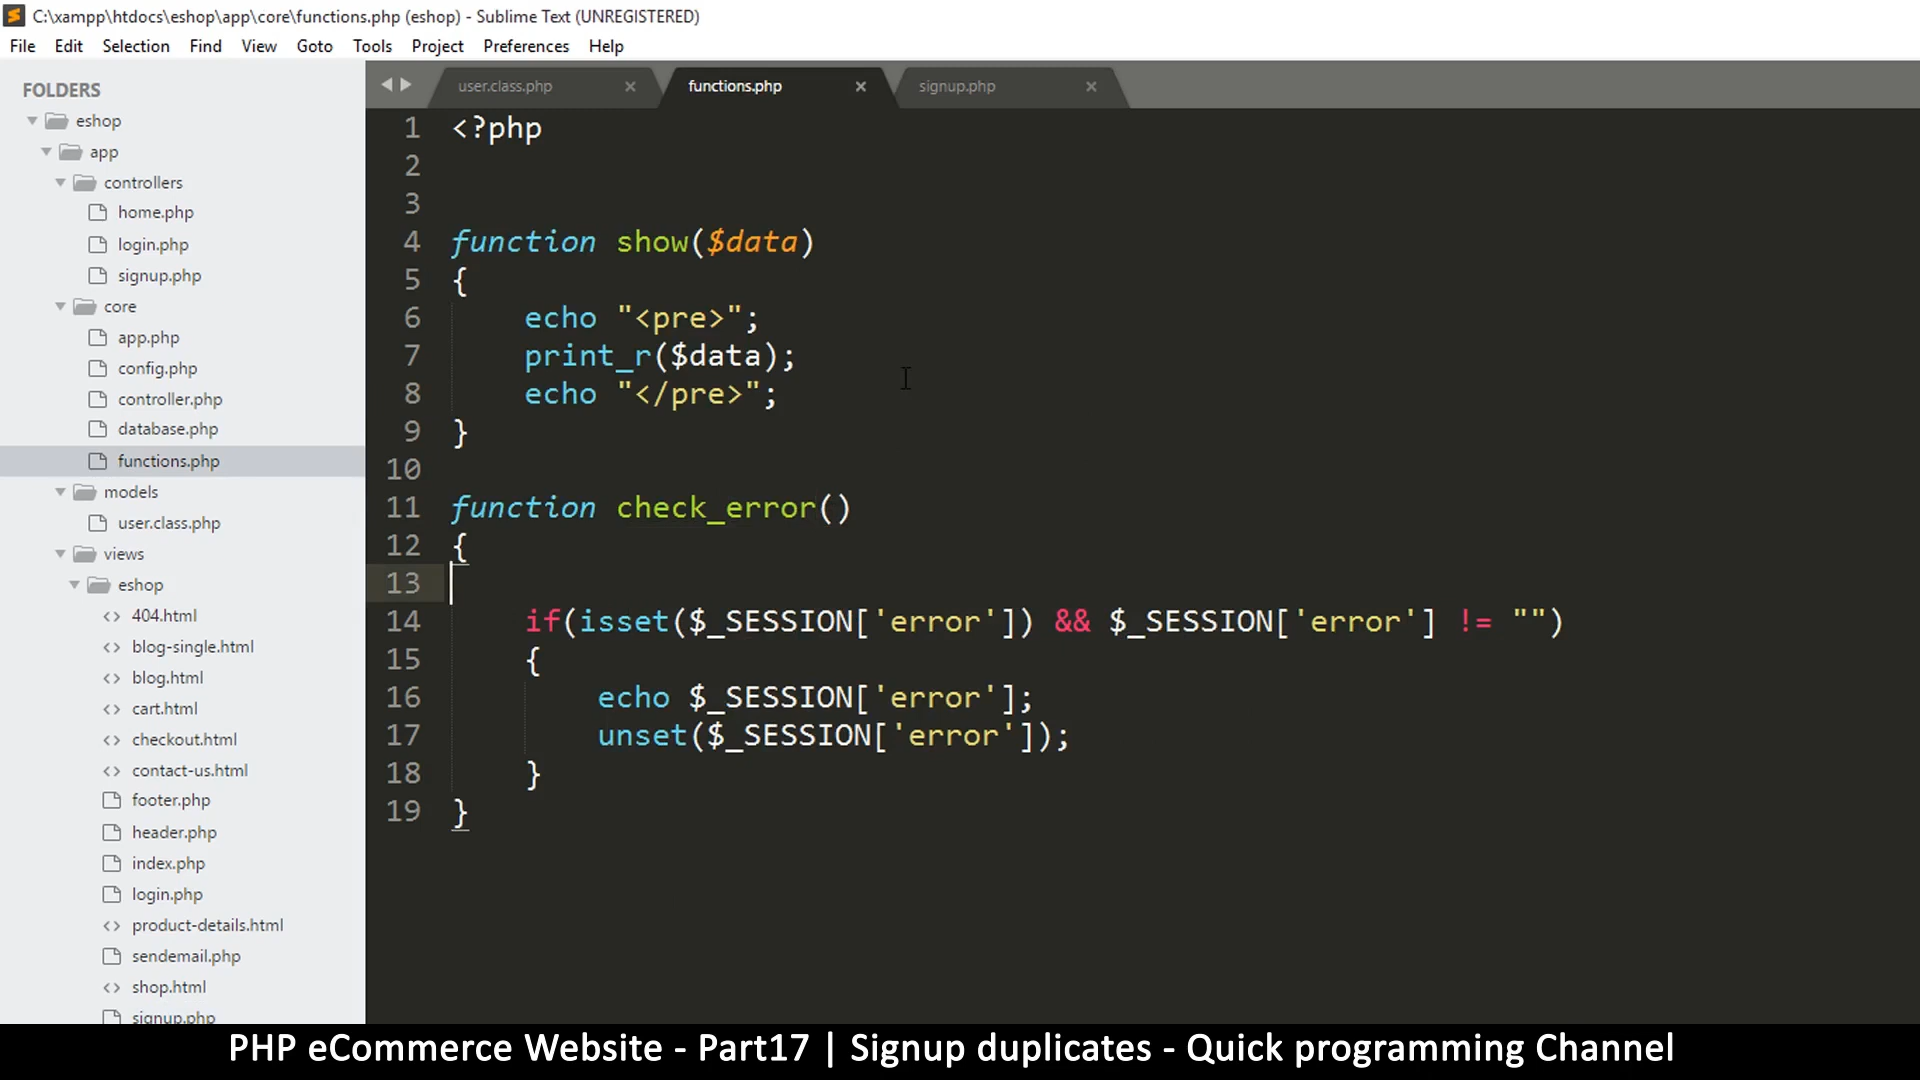 C:\xampp\htdocs\eshop\app\core\functions.php (eshop) - Sublime Text (UNREGISTERED)
File Edit Selection Find View Goto Tools Project Preferences Help
FOLDERS
eshop
app
controllers
home.php
login.php
signup.php
core
app.php
config.php
controller.php
database.php
functions.php
models
user.class.php
views
eshop
404.html
blog-single.html
blog.html
cart.html
checkout.html
contact-us.html
footer.php
header.php
index.php
login.php
product-details.html
sendemail.php
shop.html
signup.php
user.class.php functions.php signup.php
1 <?php
2
3
4 function show($data)
5 {
6 echo "<pre>";
7 print_r($data);
8 echo "</pre>";
9 }
10
11 function check_error()
12 {
13
14 if(isset($_SESSION['error']) && $_SESSION['error'] != "")
15 {
16 echo $_SESSION['error'];
17 unset($_SESSION['error']);
18 }
19 }
PHP eCommerce Website - Part17 | Signup duplicates - Quick programming Channel